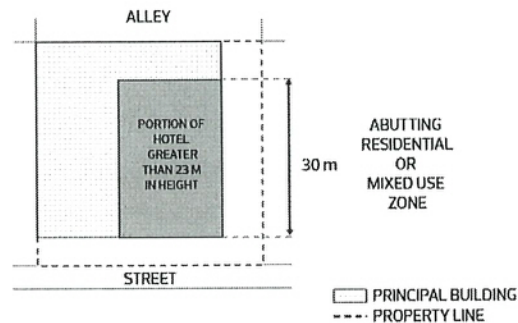 ALLEY
PORTION OF
HOTEL
GREATER
THAN 23 M
IN HEIGHT
30 m
ABUTTING
RESIDENTIAL
OR
MIXED USE
ZONE
STREET
PRINCIPAL BUILDING
PROPERTY LINE